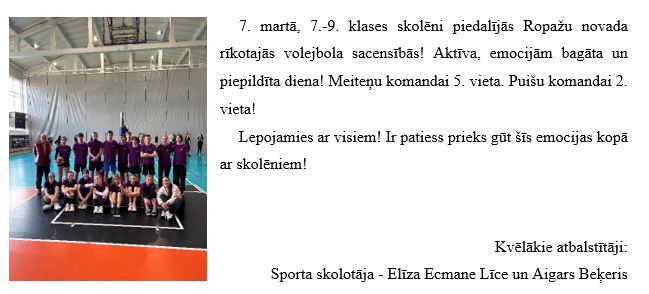 7. martā, 7.-9. klases skolēni piedalījās Ropažu novada
rīkotajās volejbola sacensībās! Aktīva, emocijām bagāta un
piepildīta diena! Meiteņu komandai 5. vieta. Puišu komandai 2.
vieta!
Lepojamies ar visiem! Ir patiess prieks gūt šīs emocijas kopā
ar skolēniem!
Kvēlākie atbalstītāji:
Sporta skolotāja - Elīza Ecmane Līce un Aigars Beķeris